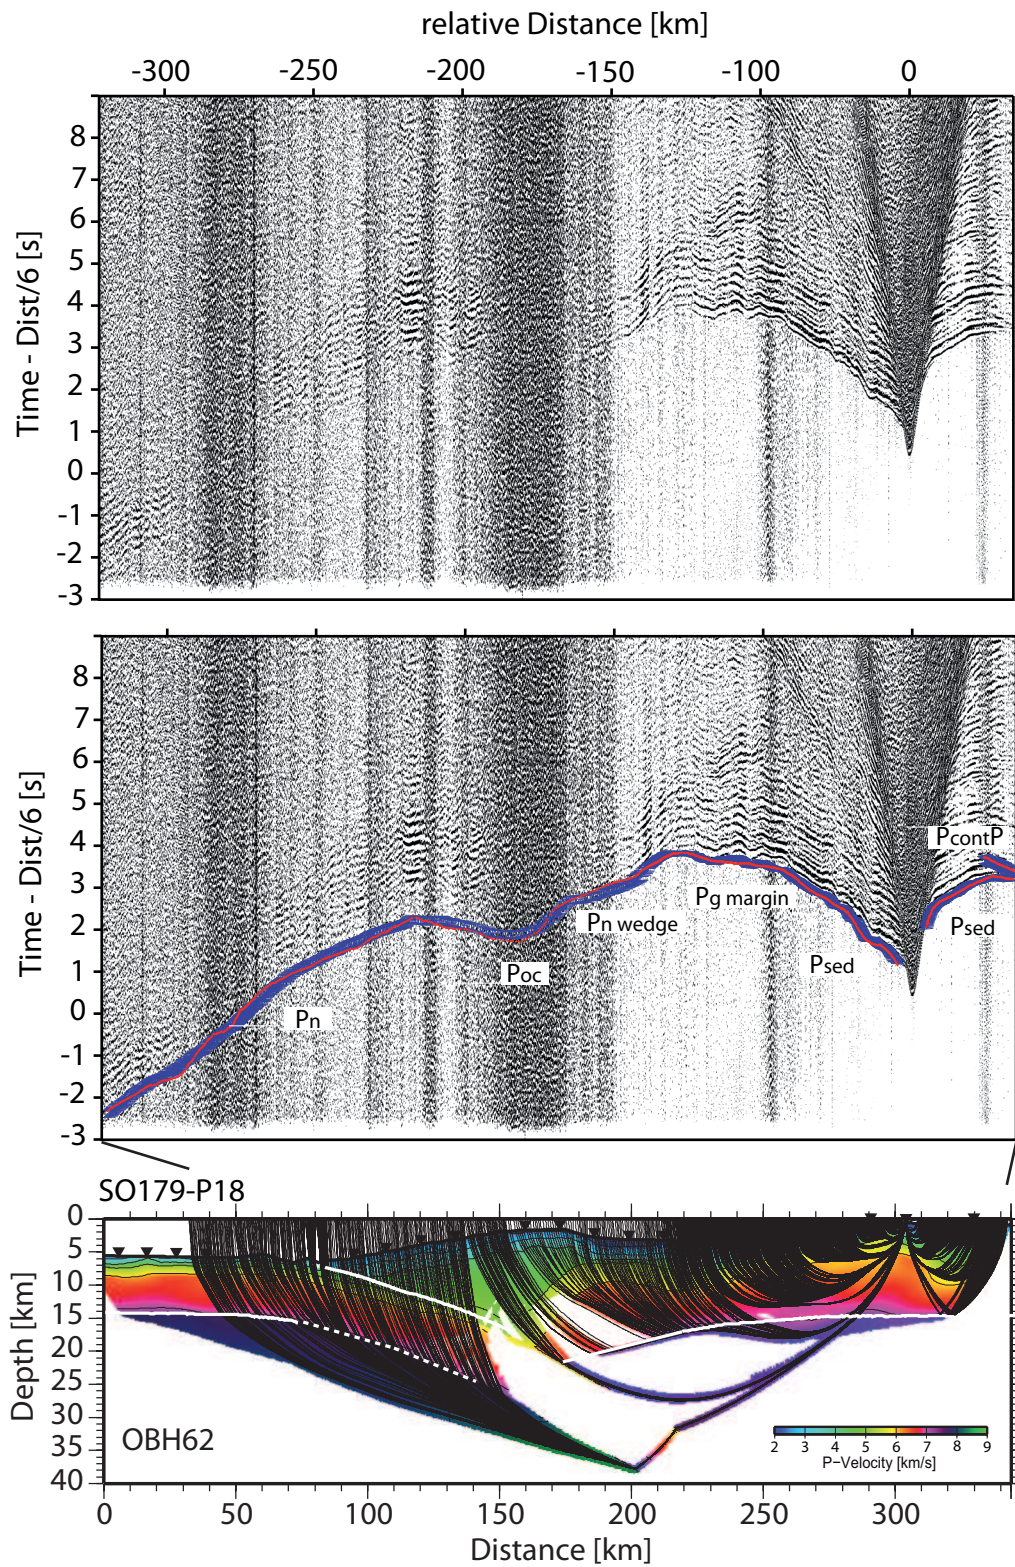 relative Distance [km]
-300 -250 -200 -150 -100 0
Time - Dist/6 [s]
8
7
6
5
4
3
2
1
0
-1
-2
-3
Time - Dist/6 [s]
8
7
6
5
4
3
2
1
0
-1
-2
-3
PcontP
Pg margin
Psed
Pn wedge
Psed
Poc
Pn
SO179-P18
Depth [km]
0
5
10
15
20
25
30
35
40
OBH62
2 3 4 5 6 7 8 9
P-Velocity [km/s]
0 50 100 150 200 250 300
Distance [km]